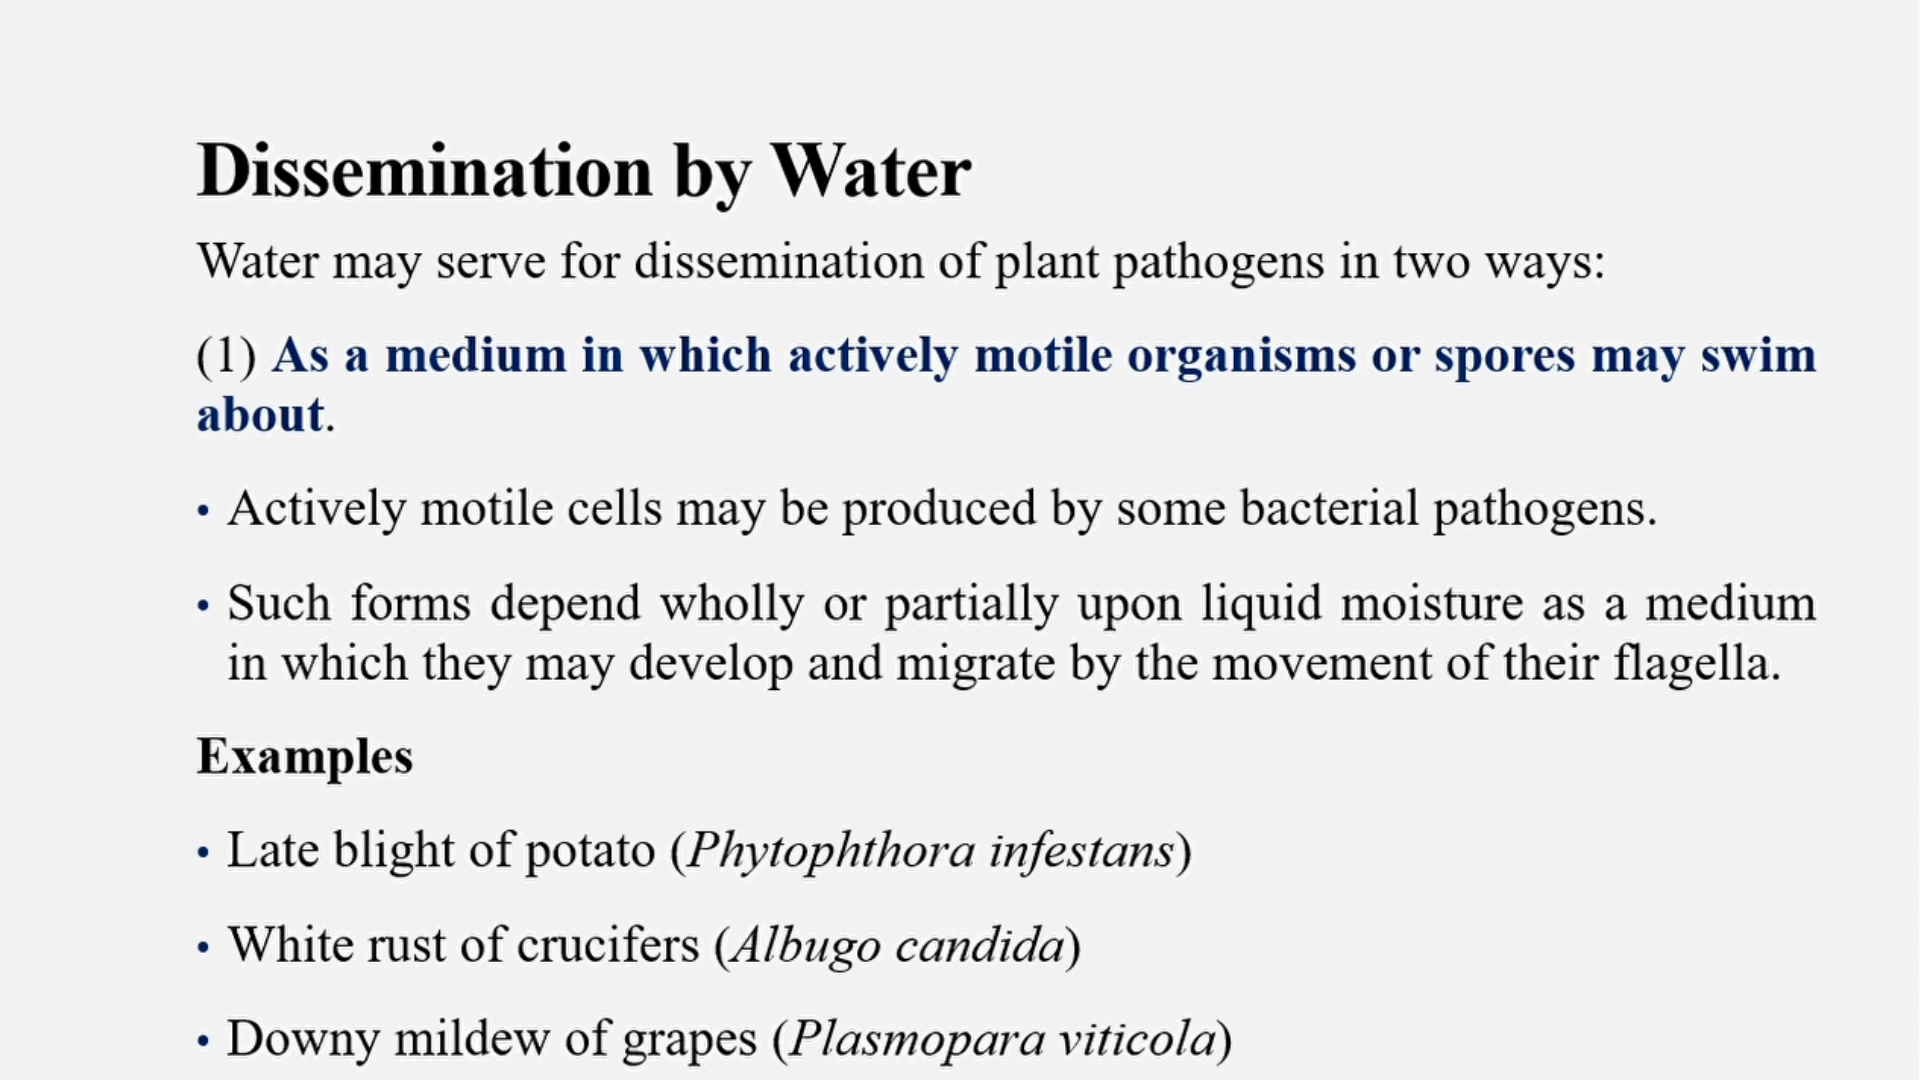 Dissemination by Water
Water may serve for dissemination of plant pathogens in two ways:
(1) As a medium in which actively motile organisms or spores may swim
about.
• Actively motile cells may be produced by some bacterial pathogens.
• Such forms depend wholly or partially upon liquid moisture as a medium
in which they may develop and migrate by the movement of their flagella.
Examples
• Late blight of potato (Phytophthora infestans)
• White rust of crucifers (Albugo candida)
• Downy mildew of grapes (Plasmopara viticola)